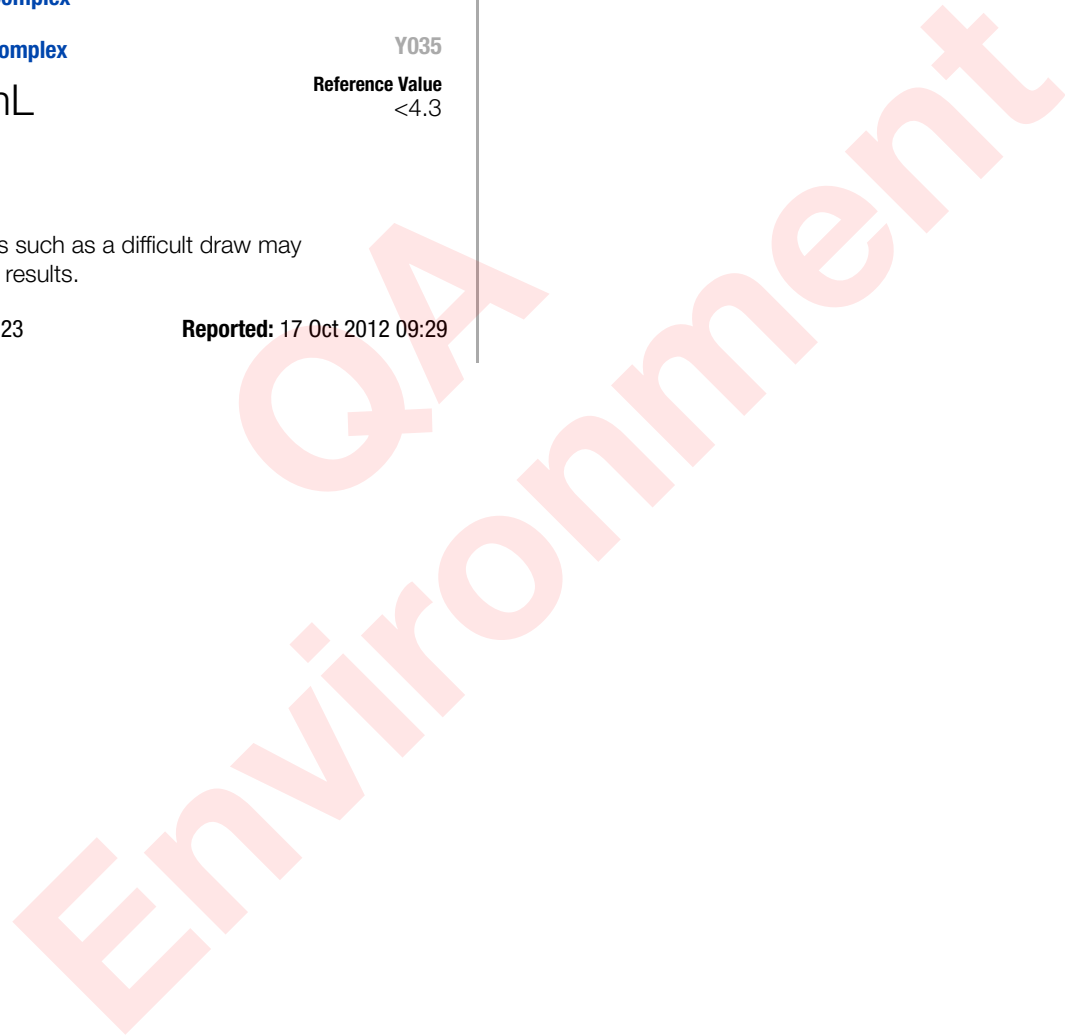 omplex
omplex
Y035
Reference Value
nL
<4.3
s such as a difficult draw may
results.
23 Reported: 17 Oct 2012 09:29
QA
Environment